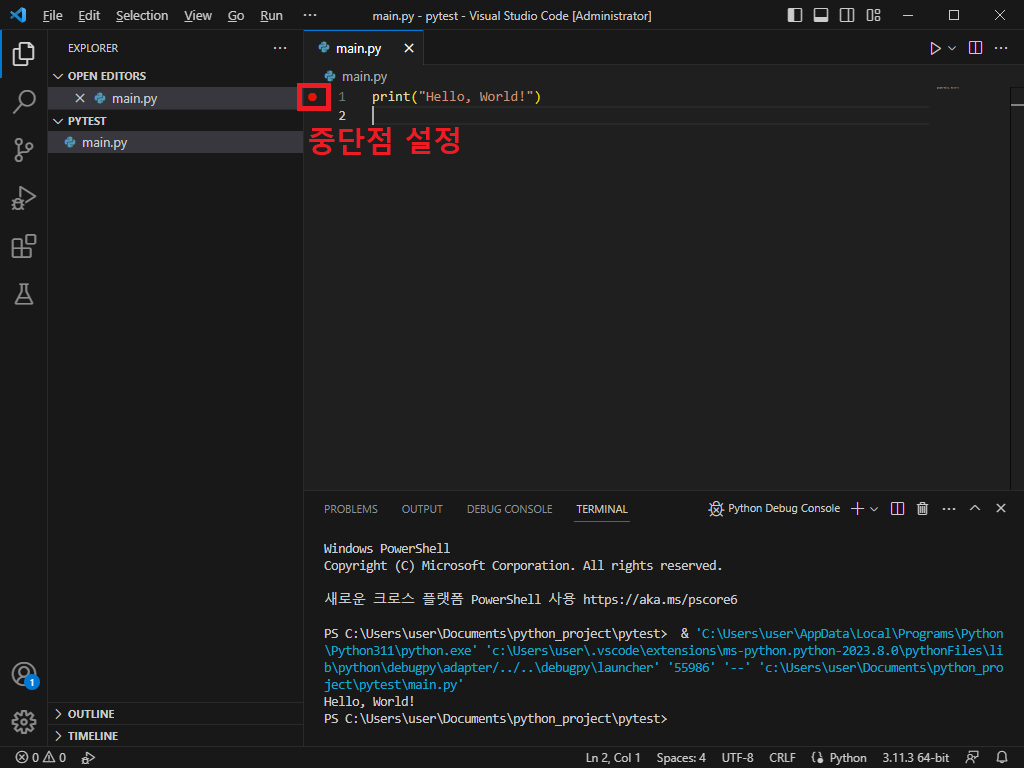 File Edit Selection View Go Run ··· main.py - pytest - Visual Studio Code [Administrator]
EXPLORER ···
OPEN EDITORS
main.py
PYTEST
main.py
OUTLINE
TIMELINE
main.py
main.py
1 print("Hello, World!")
2
중단점 설정
PROBLEMS OUTPUT DEBUG CONSOLE TERMINAL Python Debug Console
Windows PowerShell
Copyright (C) Microsoft Corporation. All rights reserved.
새로운 크로스 플랫폼 PowerShell 사용 https://aka.ms/pscore6
PS C:\Users\user\Documents\python_project\pytest>  & 'C:\Users\user\AppData\Local\Programs\Python
\Python311\python.exe' 'c:\Users\user\.vscode\extensions\ms-python.python-2023.8.0\pythonFiles\li
b\python\debugpy\adapter/../..\debugpy\launcher' '55986' '--' 'c:\Users\user\Documents\python_pro
ject\pytest\main.py'
Hello, World!
PS C:\Users\user\Documents\python_project\pytest>
1
0 0 Ln 2, Col 1 Spaces: 4 UTF-8 CRLF Python 3.11.3 64-bit